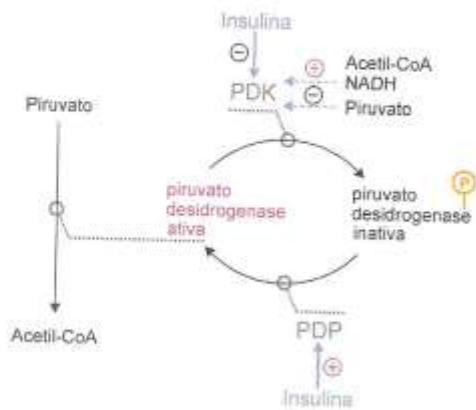 Insulina
⊖
⊕ Acetil-CoA
PDK NADH
⊖ Piruvato
Piruvato
P
piruvato
desidrogenase
ativa
piruvato
desidrogenase
inativa
Acetil-CoA
PDP
⊕
Insulina